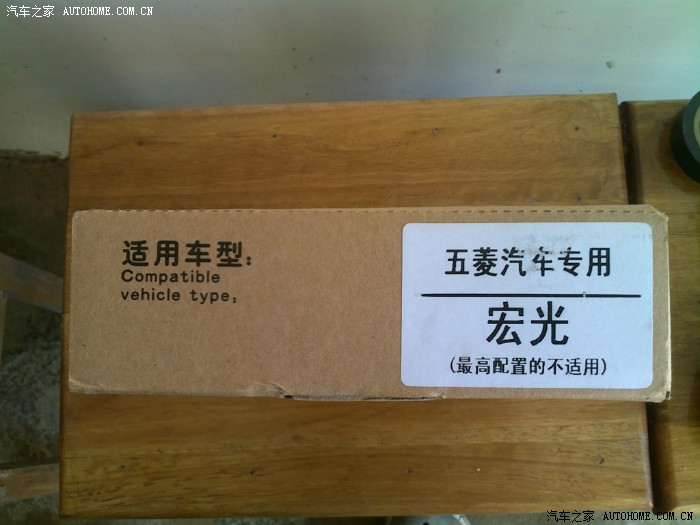 汽车之家 AUTOHOME.COM.CN
适用车型：
Compatible
vehicle type：
五菱汽车专用
宏光
(最高配置的不适用)
汽车之家 AUTOHOME.COM.CN